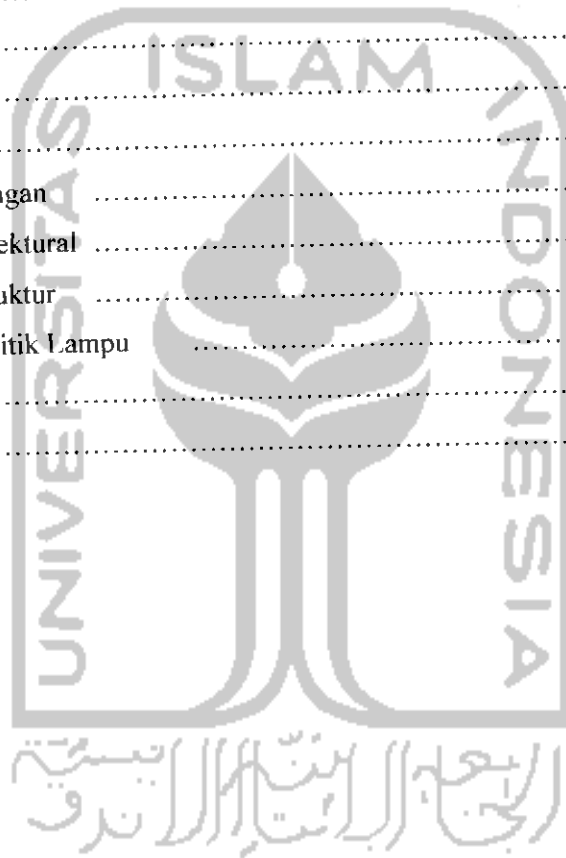 UNIVERSITAS ISLAM INDONESIA
ngan ........................................
ektural ........................................
uktur ........................................
itik Lampu ........................................